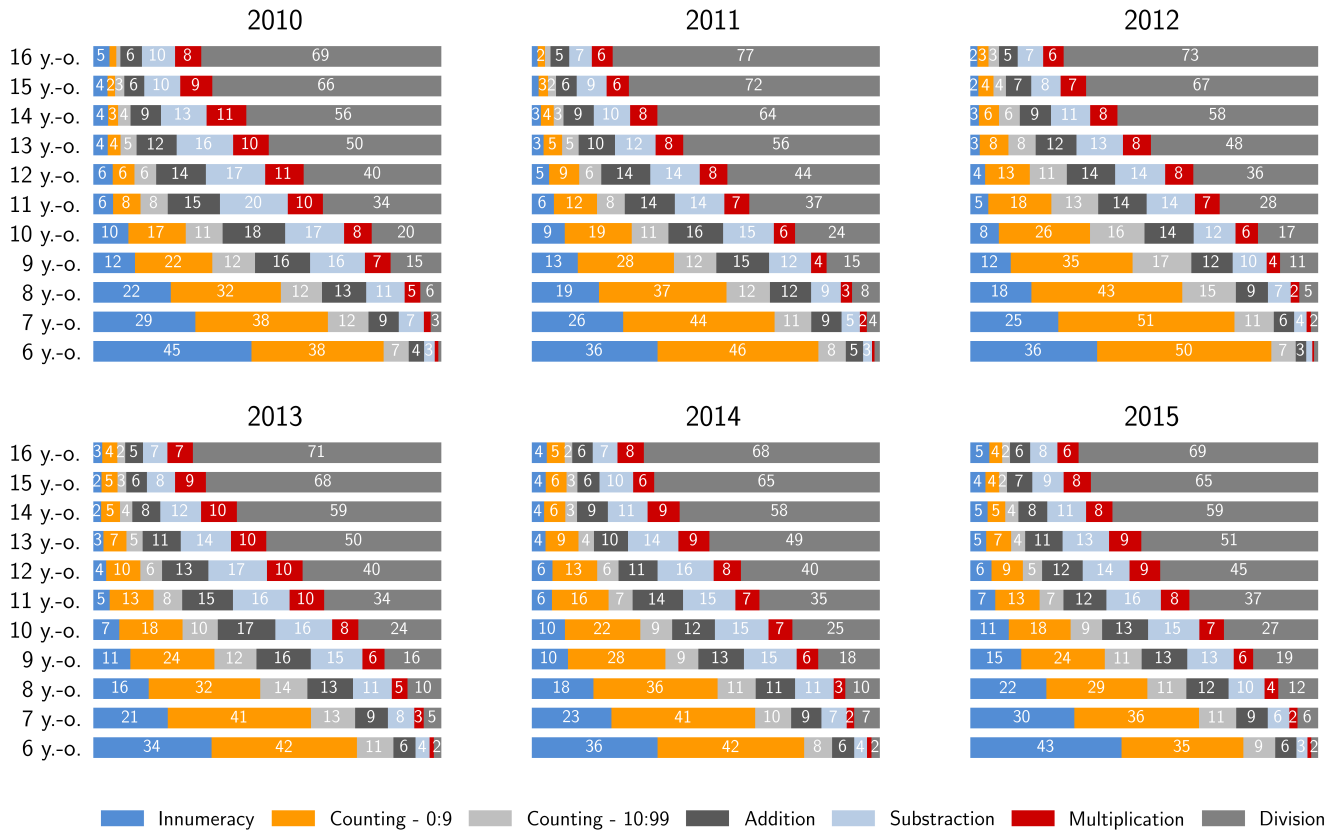 2010 2011 2012
16 y.-o. 5 6 10 8 69 2 5 7 6 77 2 3 3 5 7 6 73
15 y.-o. 4 2 3 6 10 9 66 3 2 6 9 6 72 2 4 4 7 8 7 67
14 y.-o. 4 3 4 9 13 11 56 3 4 3 9 10 8 64 3 6 6 9 11 8 58
13 y.-o. 4 4 5 12 16 10 50 3 5 5 10 12 8 56 3 8 8 12 13 8 48
12 y.-o. 6 6 6 14 17 11 40 5 9 6 14 14 8 44 4 13 11 14 14 8 36
11 y.-o. 6 8 8 15 20 10 34 6 12 8 14 14 7 37 5 18 13 14 14 7 28
10 y.-o. 10 17 11 18 17 8 20 9 19 11 16 15 6 24 8 26 16 14 12 6 17
9 y.-o. 12 22 12 16 16 7 15 13 28 12 15 12 4 15 12 35 17 12 10 4 11
8 y.-o. 22 32 12 13 11 5 6 19 37 12 12 9 3 8 18 43 15 9 7 2 5
7 y.-o. 29 38 12 9 7 3 26 44 11 9 5 2 4 25 51 11 6 4 2
6 y.-o. 45 38 7 4 3 36 46 8 5 3 36 50 7 3
2013 2014 2015
16 y.-o. 3 4 2 5 7 7 71 4 5 2 6 7 8 68 5 4 2 6 8 6 69
15 y.-o. 2 5 3 6 8 9 68 4 6 3 6 10 6 65 4 4 2 7 9 8 65
14 y.-o. 2 5 4 8 12 10 59 4 6 3 9 11 9 58 5 5 4 8 11 8 59
13 y.-o. 3 7 5 11 14 10 50 4 9 4 10 14 9 49 5 7 4 11 13 9 51
12 y.-o. 4 10 6 13 17 10 40 6 13 6 11 16 8 40 6 9 5 12 14 9 45
11 y.-o. 5 13 8 15 16 10 34 6 16 7 14 15 7 35 7 13 7 12 16 8 37
10 y.-o. 7 18 10 17 16 8 24 10 22 9 12 15 7 25 11 18 9 13 15 7 27
9 y.-o. 11 24 12 16 15 6 16 10 28 9 13 15 6 18 15 24 11 13 13 6 19
8 y.-o. 16 32 14 13 11 5 10 18 36 11 11 11 3 10 22 29 11 12 10 4 12
7 y.-o. 21 41 13 9 8 3 5 23 41 10 9 7 2 7 30 36 11 9 6 2 6
6 y.-o. 34 42 11 6 4 2 36 42 8 6 4 2 43 35 9 6 3 2
Innumeracy Counting - 0:9 Counting - 10:99 Addition Substraction Multiplication Division